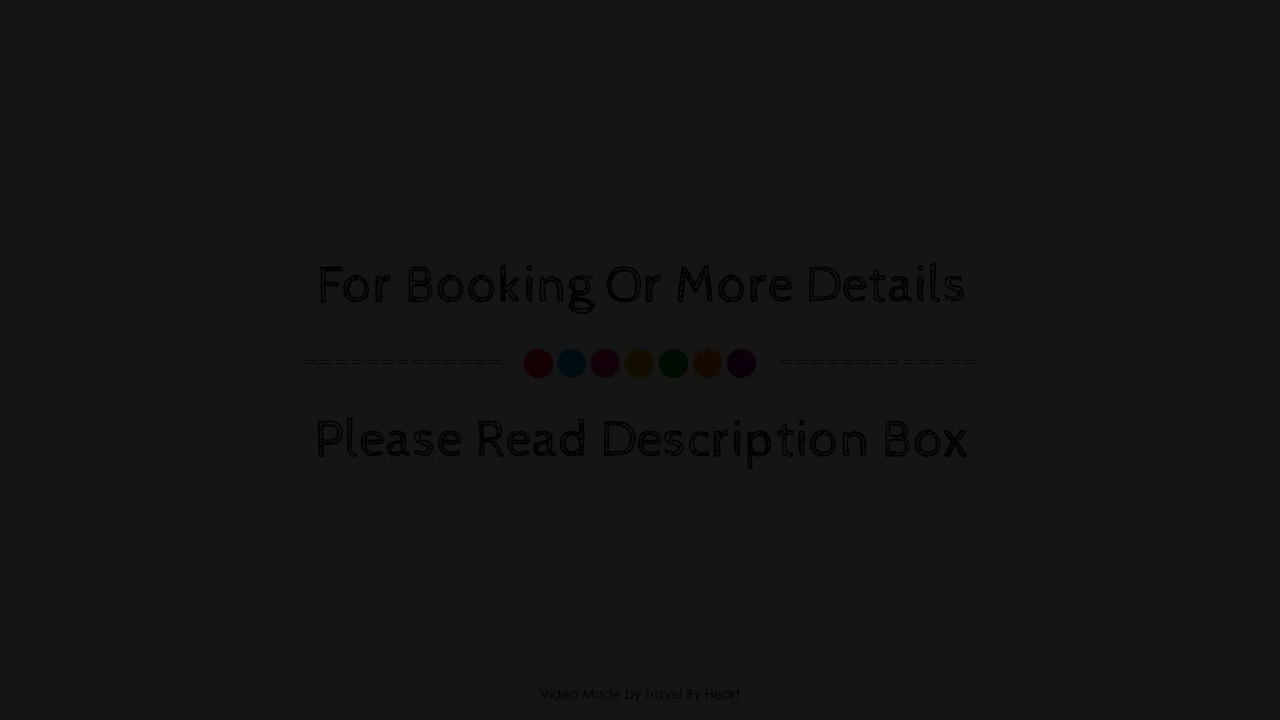 For Booking Or More Details
============= =============
Please Read Description Box
Video Made by Travel By Heart